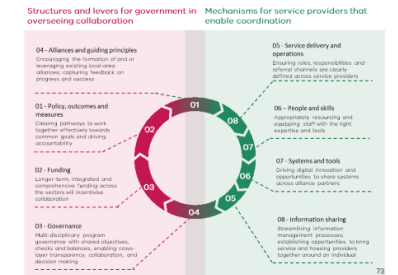 Structures and levers for government in
overseeing collaboration
Mechanisms for service providers that
enable coordination
04 - Alliances and guiding principles
Encouraging the formation of and or
leveraging existing local-area
alliances; capturing feedback on
progress and success
01 - Policy, outcomes and
measures
Clearing pathways to work
together effectively towards
common goals and driving
accountability
02 - Funding
Longer-term, integrated and
comprehensive funding across
the sectors will incentivise
collaboration
03 - Governance
Multi-disciplinary program
governance with shared objectives,
checks and balances, enabling cross-
layer transparency, collaboration, and
decision making
01
02
03
04
08
07
06
05
05 - Service delivery and
operations
Ensuring roles, responsibilities and
referral channels are clearly
defined across service providers
06 - People and skills
Appropriately resourcing and
equipping staff with the right
expertise and tools
07 - Systems and tools
Driving digital innovation and
opportunities to share systems
across alliance partners
08 - Information sharing
Streamlining information
management processes;
establishing opportunities to bring
service and housing providers
together around an individual
73